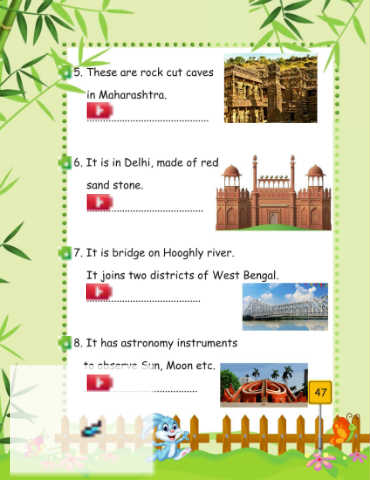 5. These are rock cut caves
in Maharashtra.
6. It is in Delhi, made of red
sand stone.
7. It is bridge on Hooghly river.
It joins two districts of West Bengal.
8. It has astronomy instruments
to observe Sun, Moon etc.
47